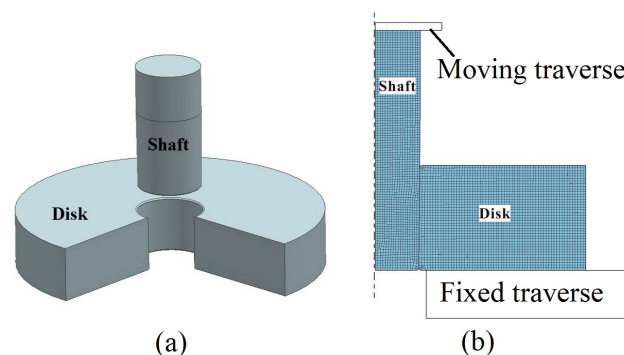 Shaft
Disk
(a)
Moving traverse
Shaft
Disk
Fixed traverse
(b)